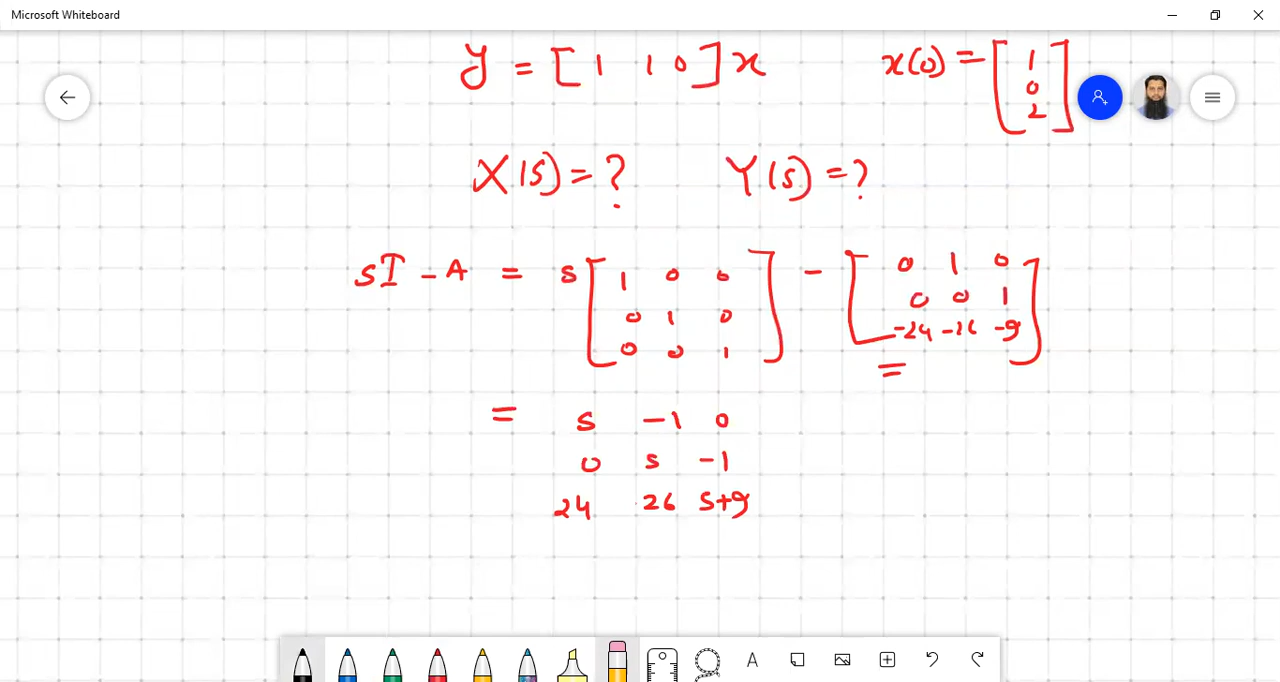 Microsoft Whiteboard
y = [ 1 1 0 ] x x(0) = [ 1
0
2 ]
X(s) = ? Y(s) = ?
sI - A = s [ 1 0 0
0 1 0
0 0 1 ] - [ 0 1 0
0 0 1
-24 -26 -9 ]
= s -1 0
0 s -1
24 26 s+9